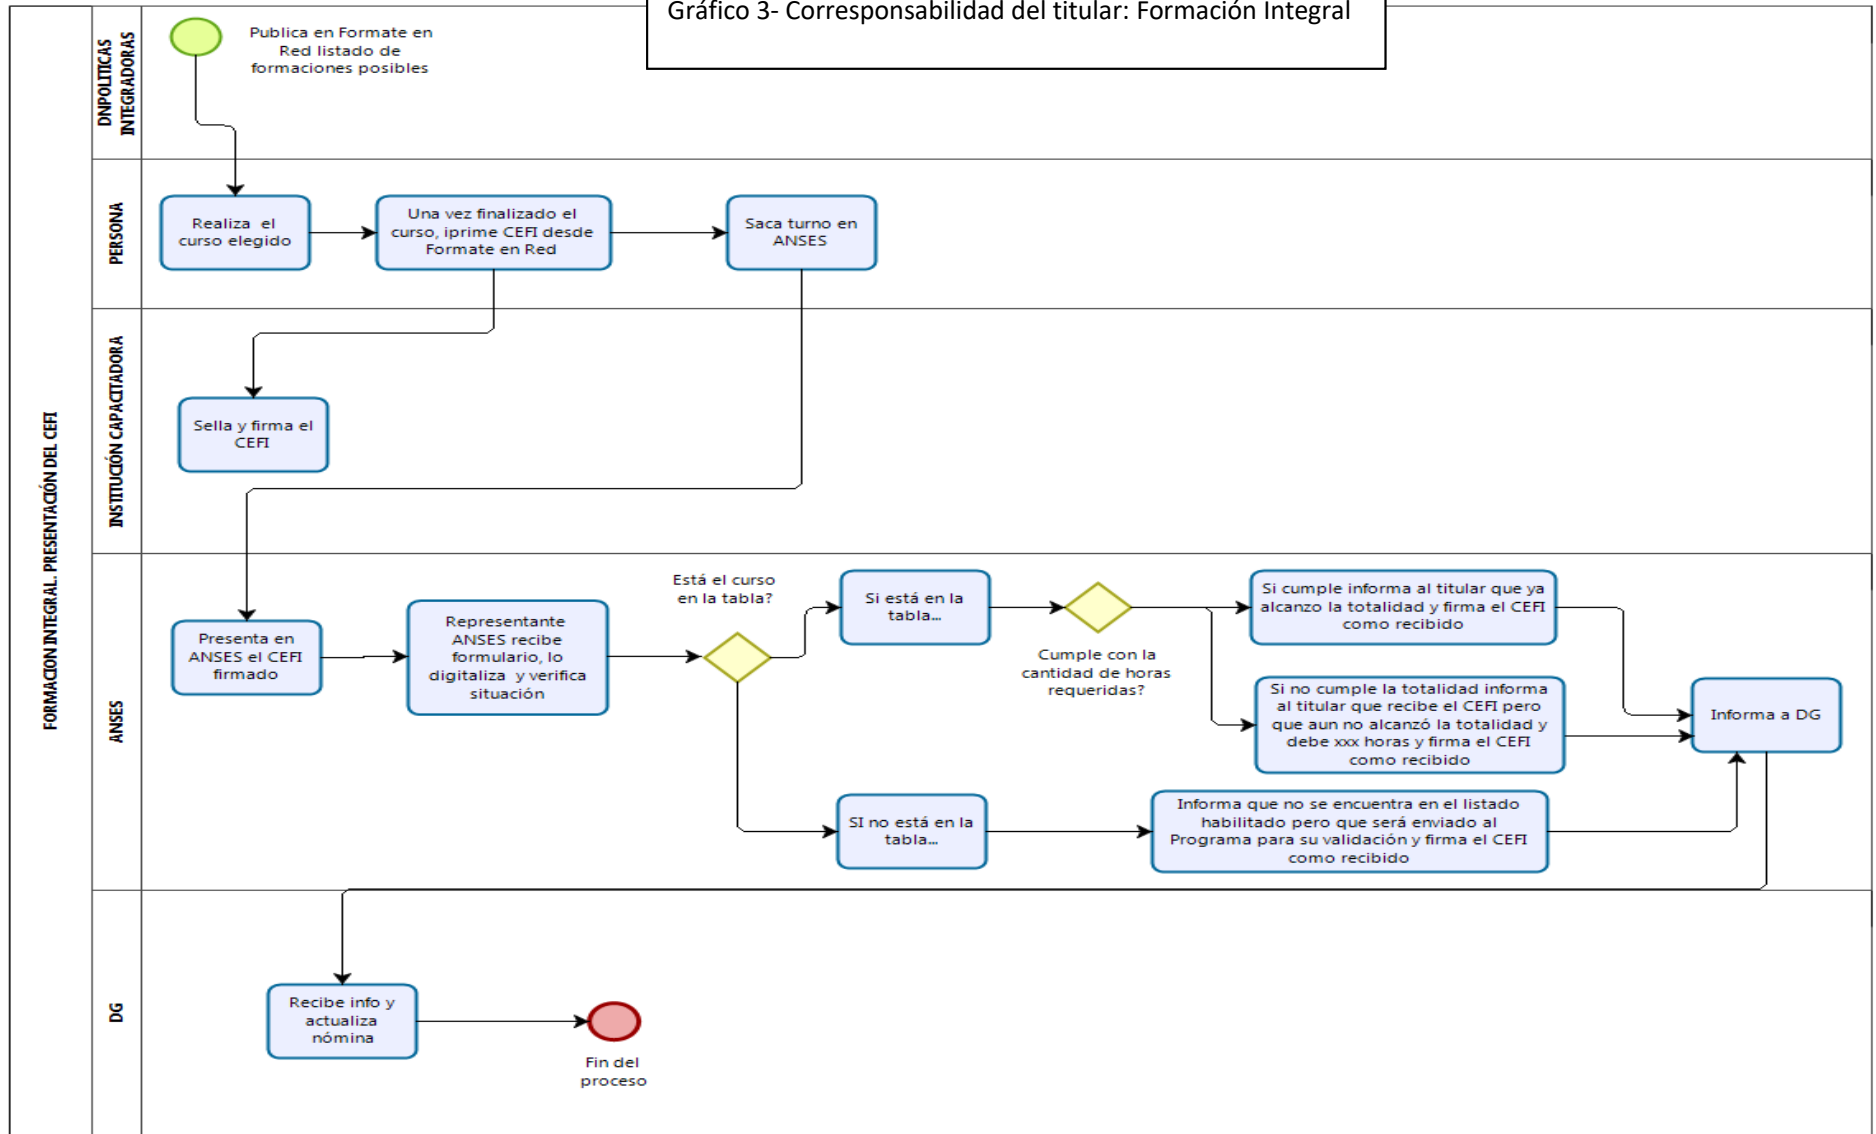 Gráfico 3- Corresponsabilidad del titular: Formación Integral
FORMACION INTEGRAL. PRESENTACIÓN DEL CEFI
DNPOLITICAS
INTEGRADORAS
Publica en Formate en
Red listado de
formaciones posibles
PERSONA
Realiza el
curso elegido
Una vez finalizado el
curso, iprime CEFI desde
Formate en Red
Saca turno en
ANSES
INSTITUCIÓN CAPACITADORA
Sella y firma el
CEFI
ANSES
Presenta en
ANSES el CEFI
firmado
Representante
ANSES recibe
formulario, lo
digitaliza y verifica
situación
Está el curso
en la tabla?
Si está en la
tabla...
Cumple con la
cantidad de horas
requeridas?
Si cumple informa al titular que ya
alcanzo la totalidad y firma el CEFI
como recibido
Si no cumple la totalidad informa
al titular que recibe el CEFI pero
que aun no alcanzó la totalidad y
debe xxx horas y firma el CEFI
como recibido
Informa a DG
SI no está en la
tabla...
Informa que no se encuentra en el listado
habilitado pero que será enviado al
Programa para su validación y firma el CEFI
como recibido
DG
Recibe info y
actualiza
nómina
Fin del
proceso